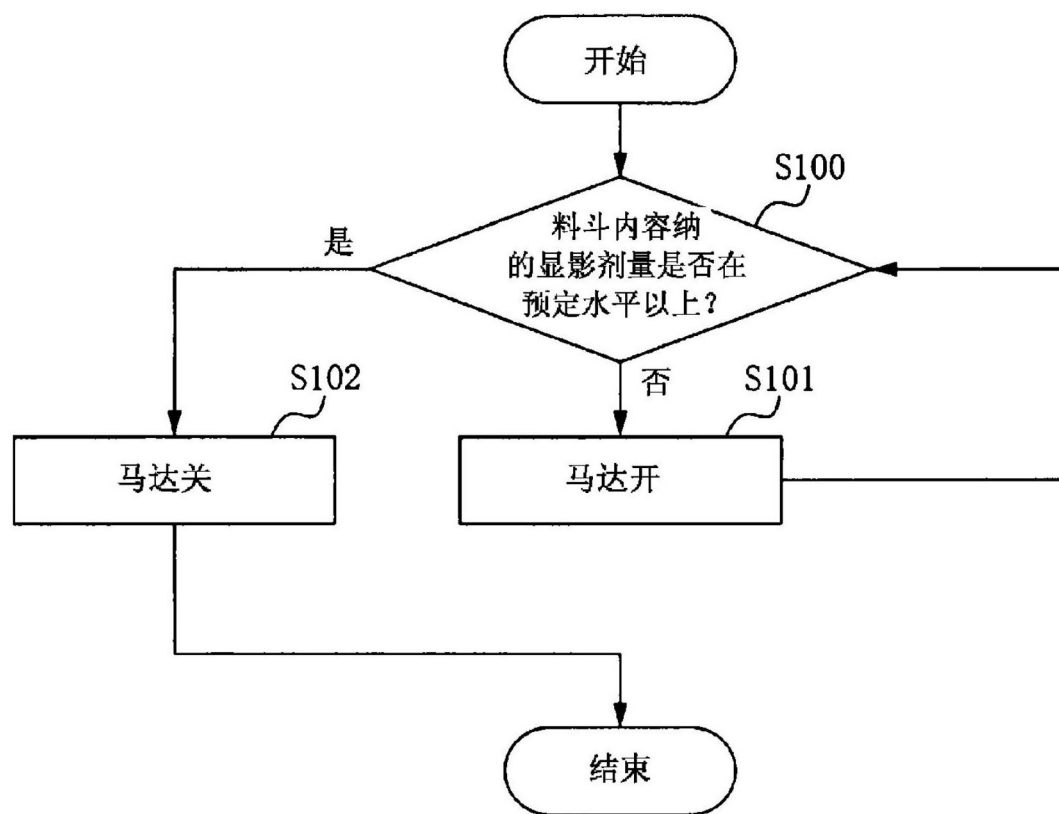 开始
S100
料斗内容纳
的显影剂量是否在
预定水平以上?
是
否
S102
S101
马达关
马达开
结束